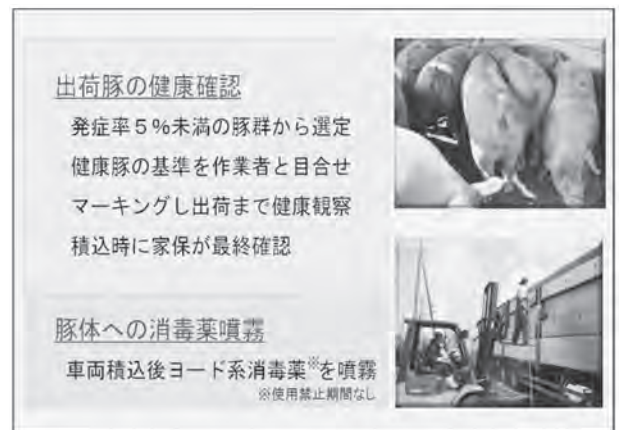 出荷豚の健康確認
発症率5%未満の豚群から選定
健康豚の基準を作業者と目合せ
マーキングし出荷まで健康観察
積込時に家保が最終確認
豚体への消毒薬噴霧
車両積込後ヨード系消毒薬※を噴霧
※使用禁止期間なし